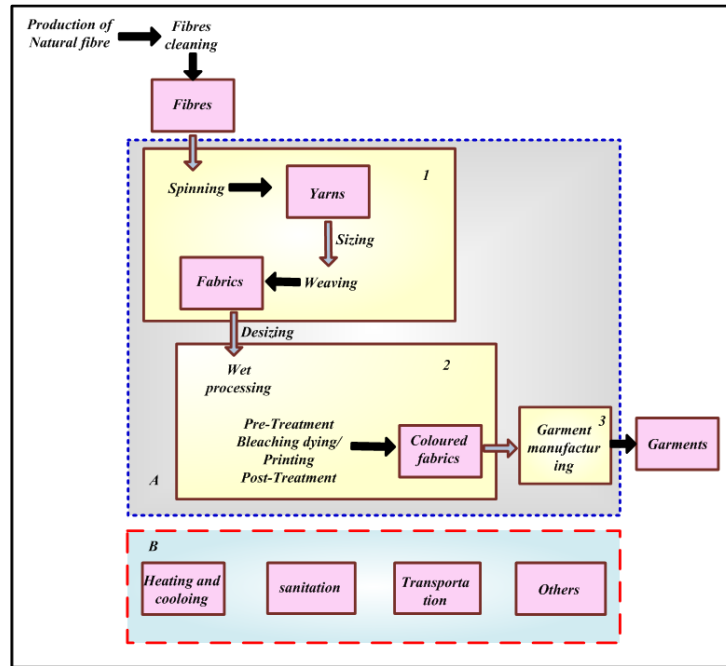 Production of
Natural fibre
Fibres
cleaning
Fibres
1
Spinning
Yarns
Sizing
Fabrics
Weaving
Desizing
2
Wet
processing
Pre-Treatment
Bleaching dying/
Printing
Post-Treatment
Coloured
fabrics
3
Garment
manufactur
ing
Garments
A
B
Heating and
cooloing
sanitation
Transporta
tion
Others